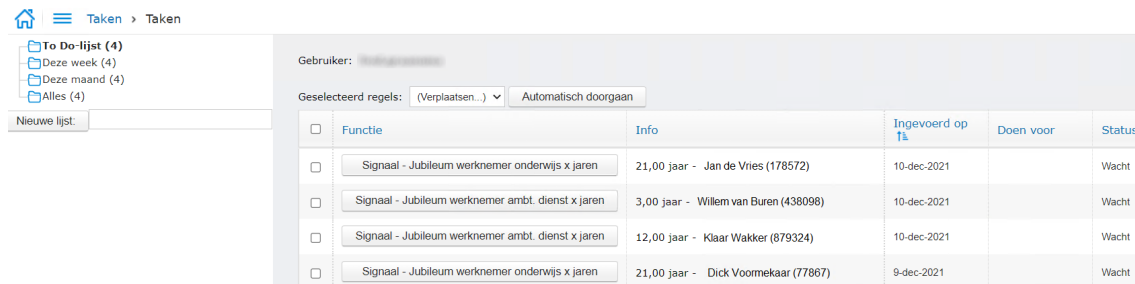 Taken > Taken
To Do-lijst (4)
Deze week (4)
Deze maand (4)
Alles (4)
Nieuwe lijst:
Gebruiker:
Geselecteerd regels: (Verplaatsen...) Automatisch doorgaan
Functie Info Ingevoerd op Doen voor Status
Signaal - Jubileum werknemer onderwijs x jaren 21,00 jaar - Jan de Vries (178572) 10-dec-2021 Wacht
Signaal - Jubileum werknemer ambt. dienst x jaren 3,00 jaar - Willem van Buren (438098) 10-dec-2021 Wacht
Signaal - Jubileum werknemer ambt. dienst x jaren 12,00 jaar - Klaar Wakker (879324) 10-dec-2021 Wacht
Signaal - Jubileum werknemer onderwijs x jaren 21,00 jaar - Dick Voormekaar (77867) 9-dec-2021 Wacht